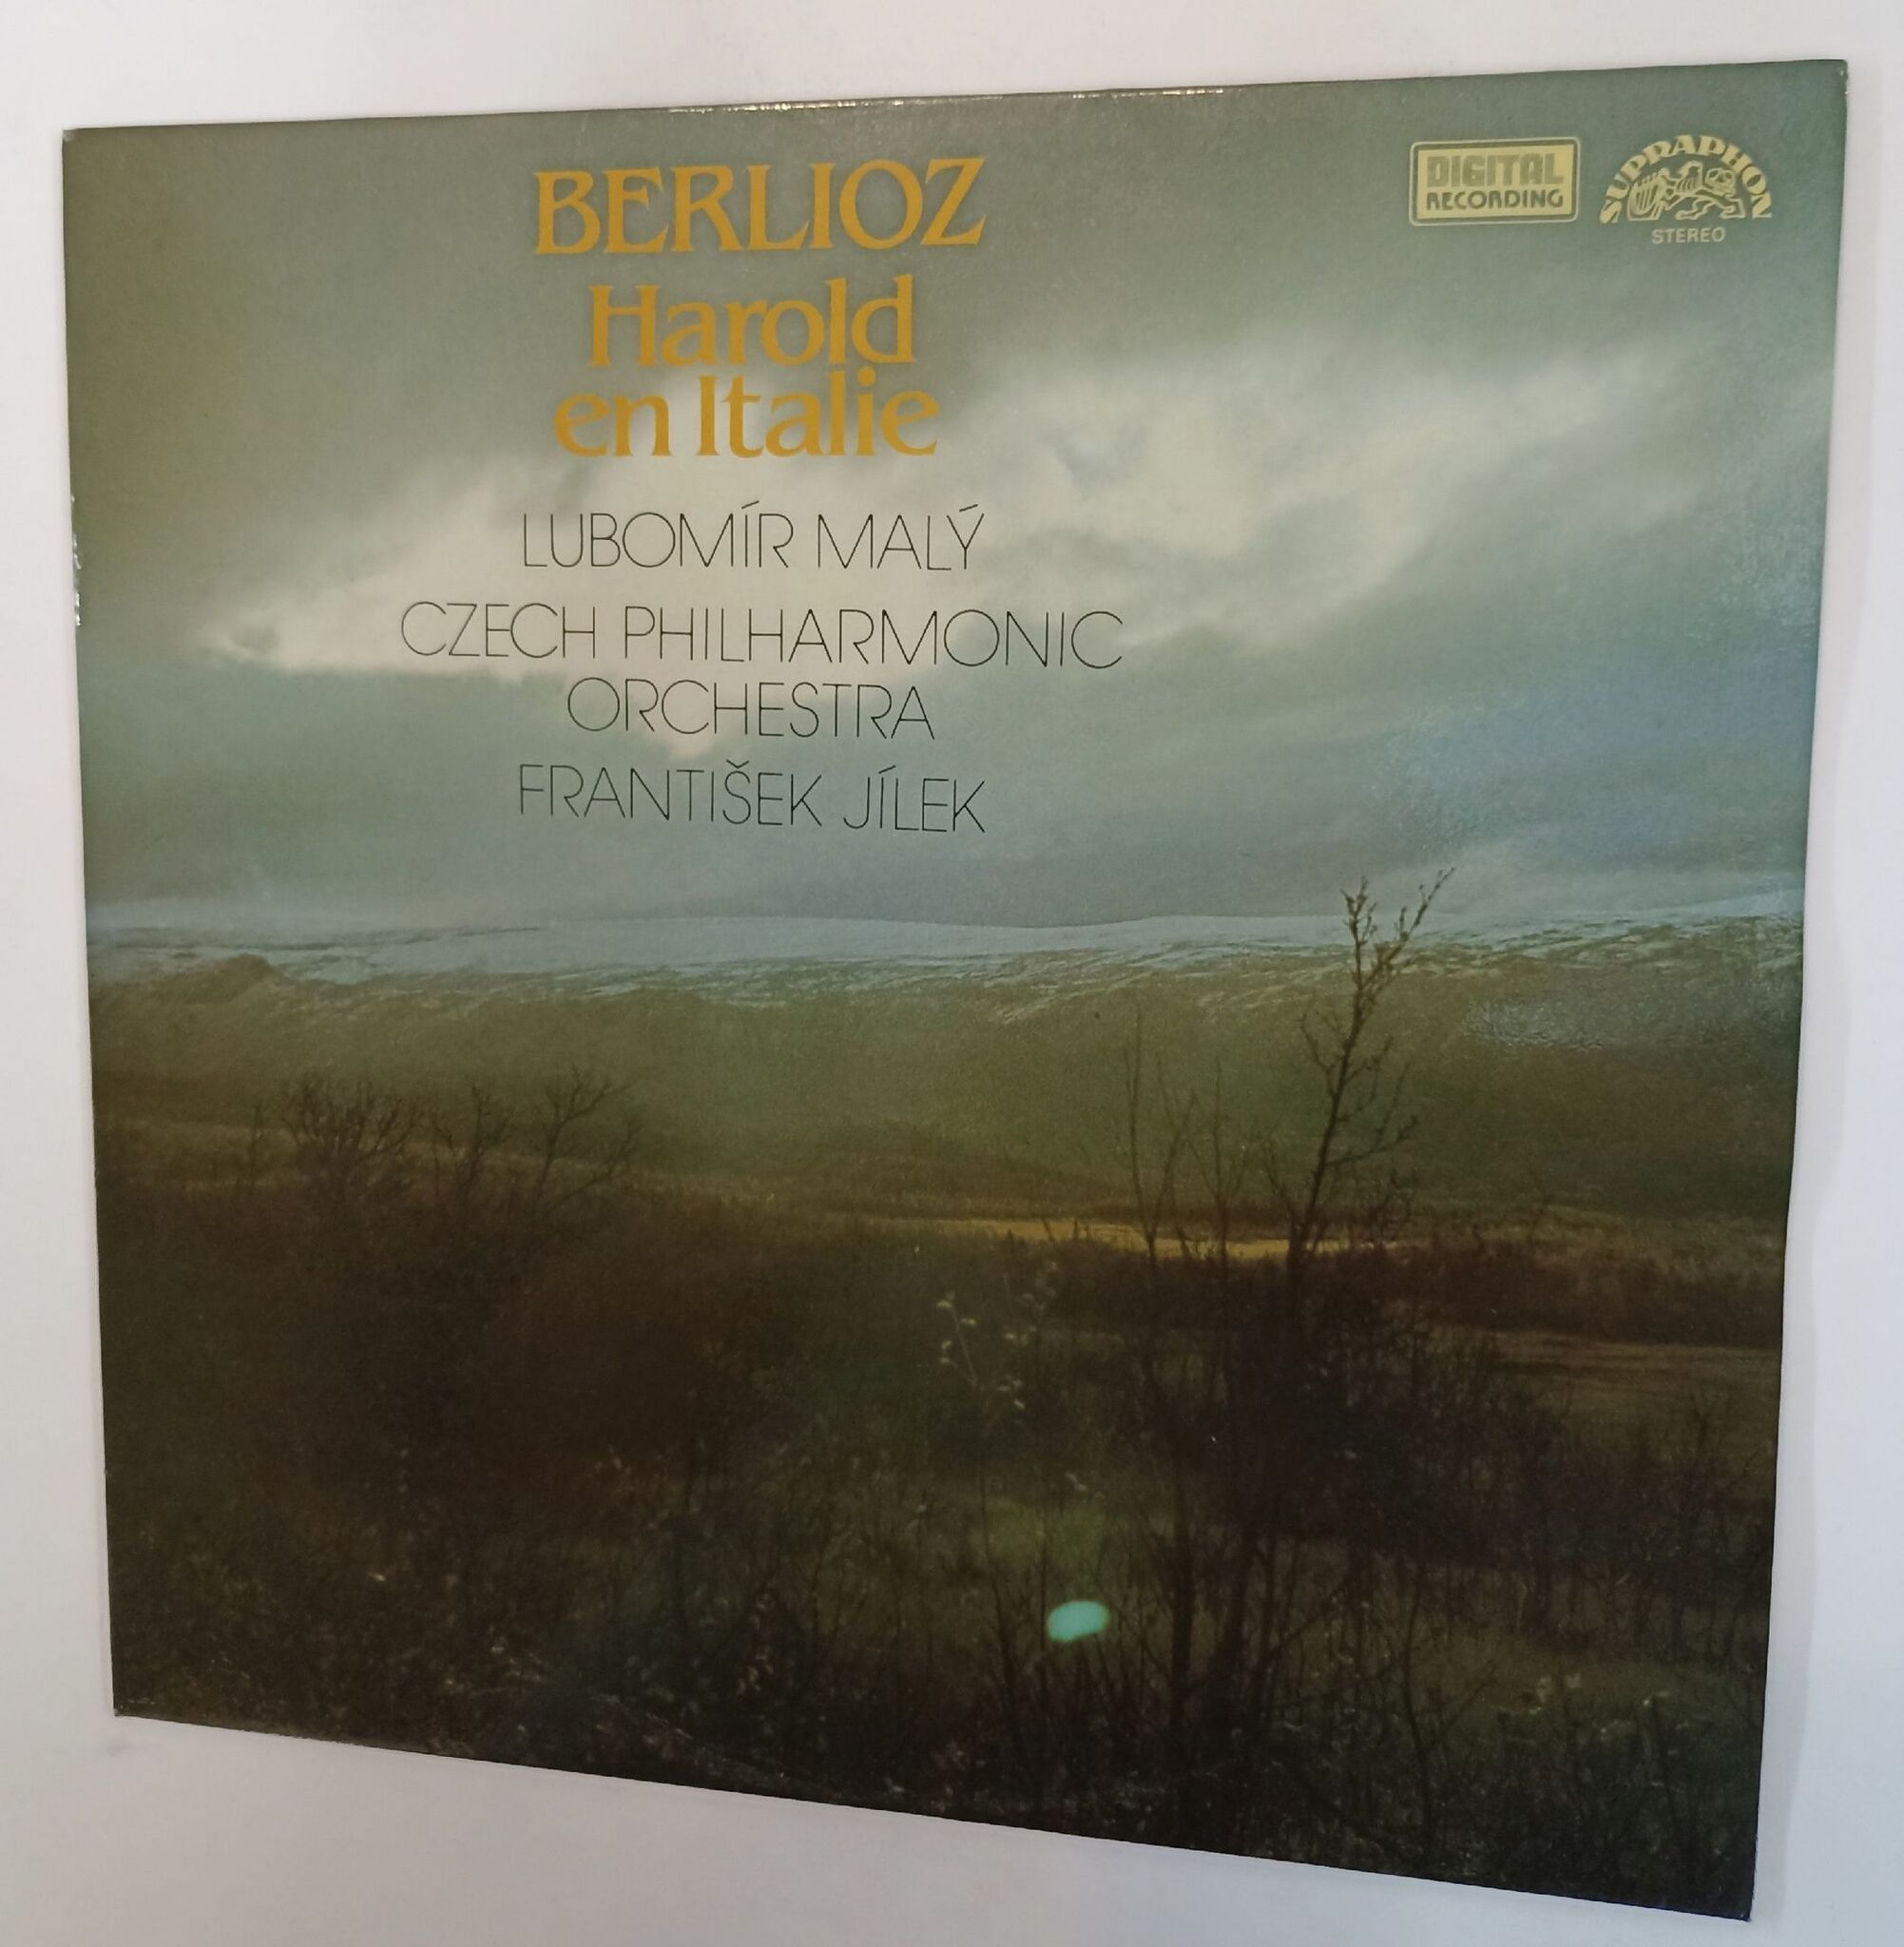 BERLIOZ
Harold
en Italie
LUBOMÍR MALÝ
CZECH PHILHARMONIC
ORCHESTRA
FRANTIŠEK JÍLEK
DIGITAL
RECORDING
SUPRAPHON
STEREO